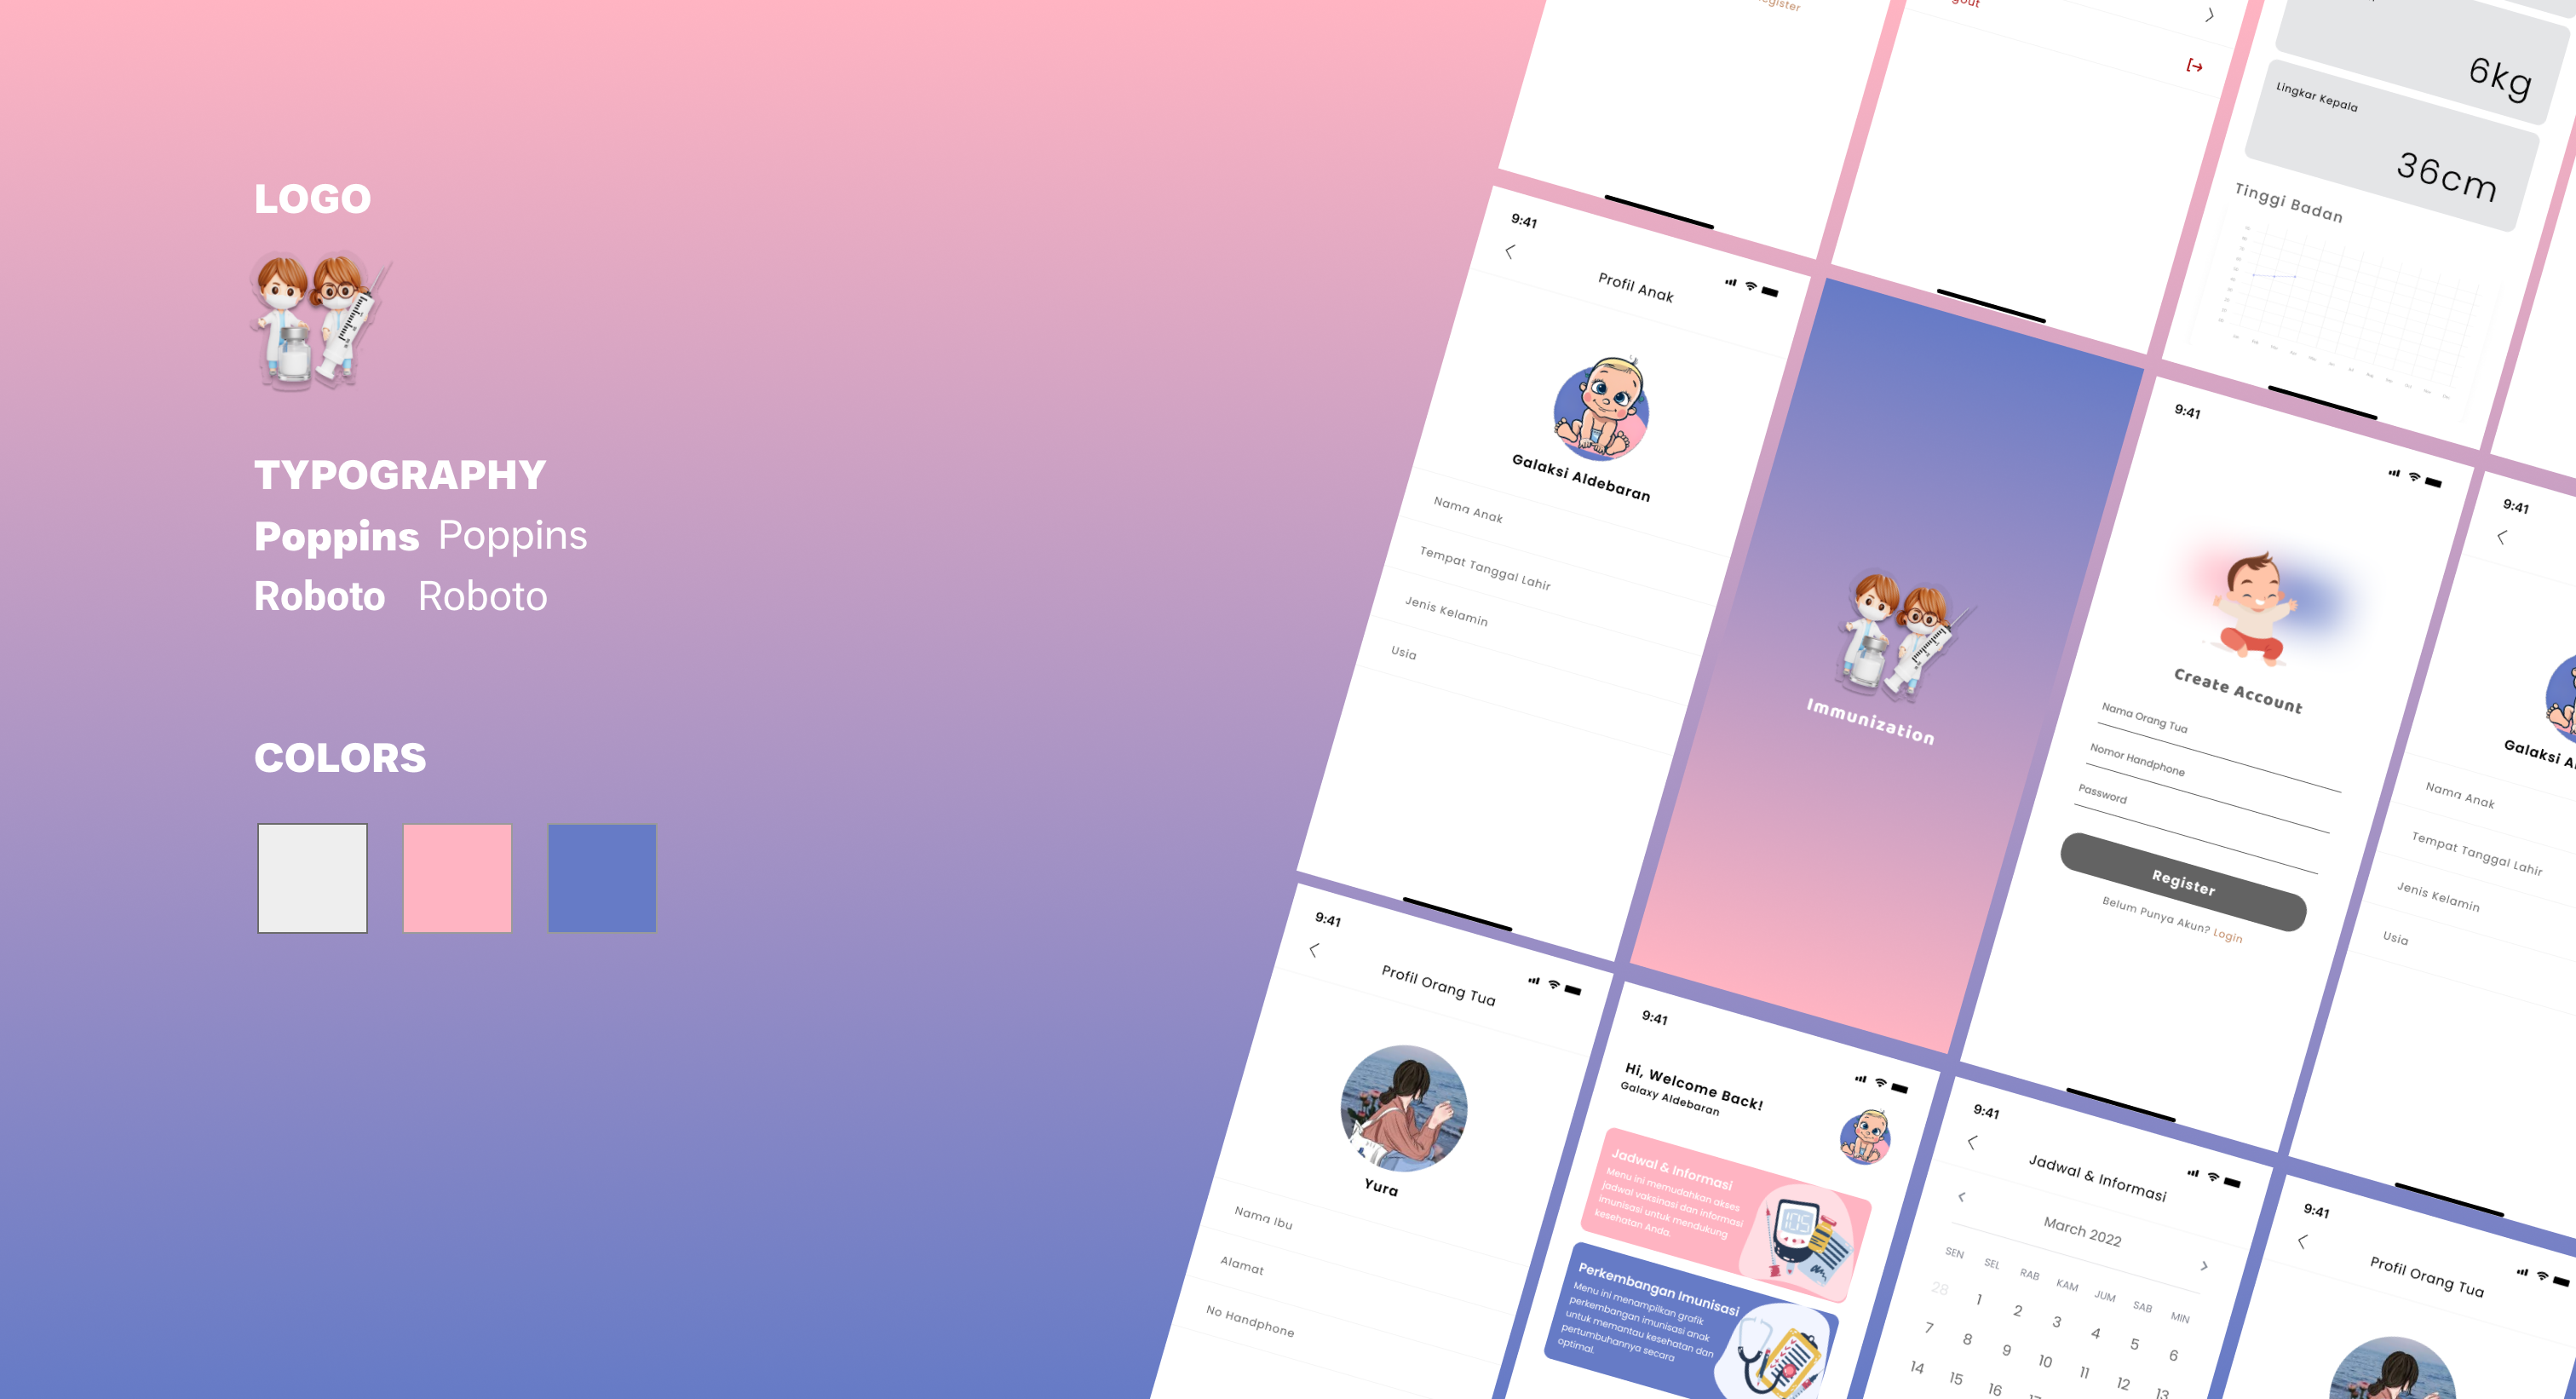 LOGO
TYPOGRAPHY
Poppins Poppins
Roboto Roboto
COLORS
6kg
Lingkar Kepala
36cm
Tinggi Badan
9:41
Profil Anak
Galaksi Aldebaran
Nama Anak
Tempat Tanggal Lahir
Jenis Kelamin
Usia
Immunization
9:41
Create Account
Nama Orang Tua
Nomor Handphone
Password
Register
Belum Punya Akun? Login
9:41
Nama Anak
Tempat Tanggal Lahir
Jenis Kelamin
Usia
9:41
Profil Orang Tua
Yura
Nama Ibu
Alamat
No Handphone
9:41
Hi, Welcome Back!
Galaxy Aldebaran
Jadwal & Informasi
Menu ini memudahkan akses
jadwal vaksinasi dan informasi
imunisasi untuk mendukung
kesehatan Anda.
Perkembangan Imunisasi
Menu ini menampilkan grafik
perkembangan imunisasi anak
untuk memantau kesehatan dan
pertumbuhannya secara
optimal.
9:41
Jadwal & Informasi
March 2022
SEN SEL RAB KAM JUM SAB MIN
28 1 2 3 4 5 6
7 8 9 10 11 12 13
14 15 16
9:41
Profil Orang Tua